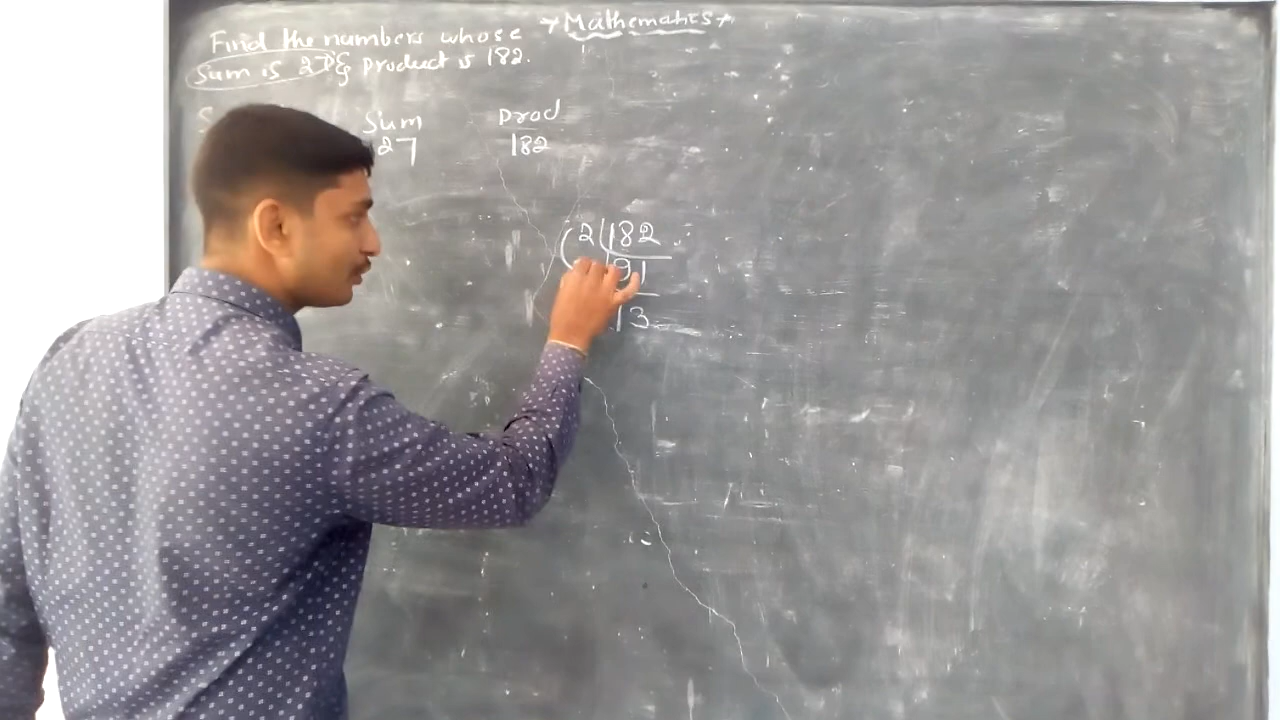 Mathematics
Find the numbers whose
Sum is 27 & product is 182.
Sum Prod
27 182
2 182
91
13